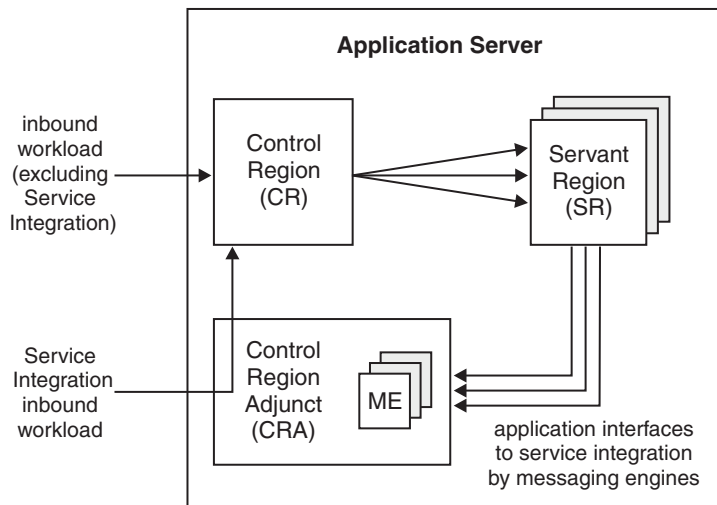 Application Server
inbound
workload
(excluding
Service
Integration)
Control
Region
(CR)
Servant
Region
(SR)
Service
Integration
inbound
workload
Control
Region
Adjunct
(CRA)
ME
application interfaces
to service integration
by messaging engines